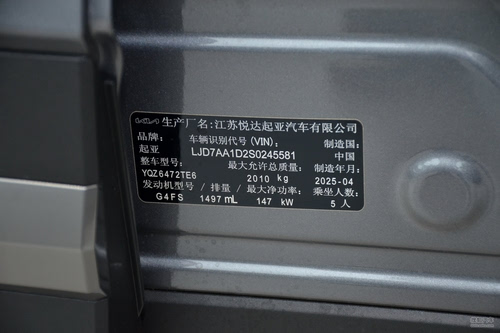 KIA 生产厂名:江苏悦达起亚汽车有限公司
品牌: 车辆识别代号(VIN): 制造国:
起亚 LJD7AA1D2S0245581 中国
整车型号: 最大允许总质量: 制造年月:
YQZ6472TE6 2010 kg 2025-04
发动机型号/排量/最大净功率: 乘坐人数:
G4FS 1497 mL 147 kW 5人